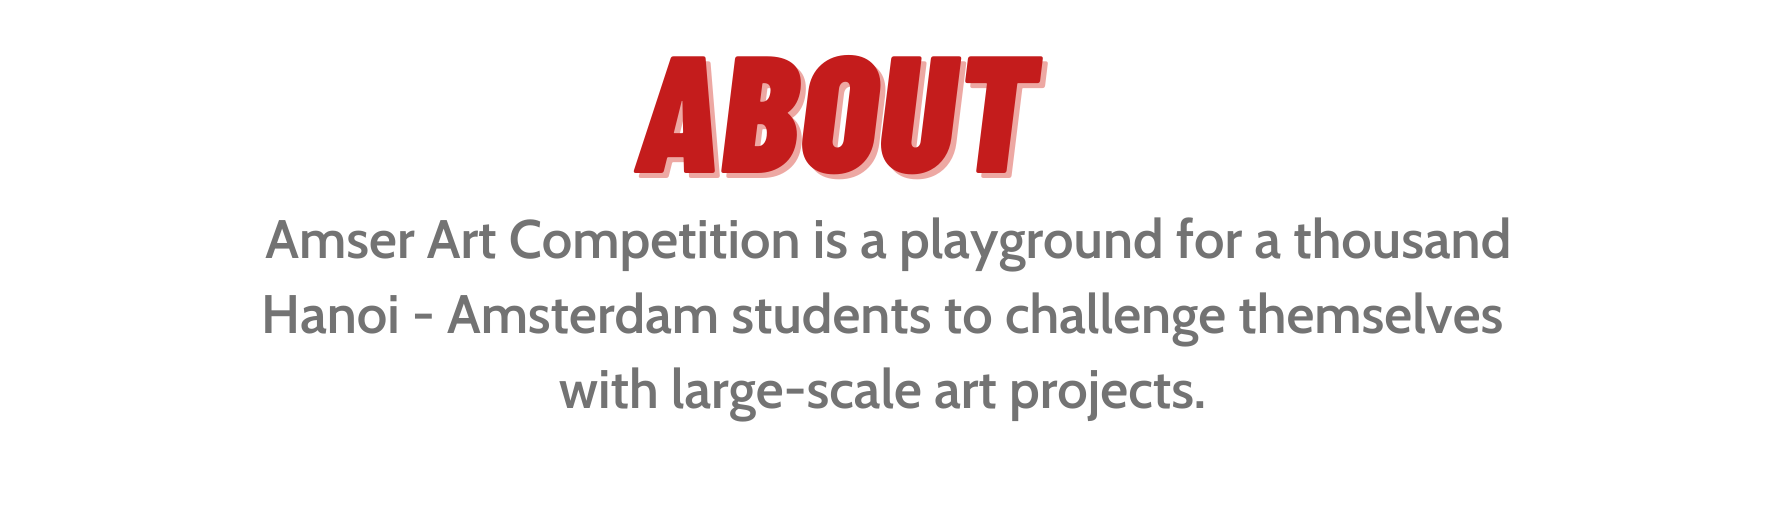 ABOUT
Amser Art Competition is a playground for a thousand
Hanoi - Amsterdam students to challenge themselves
with large-scale art projects.